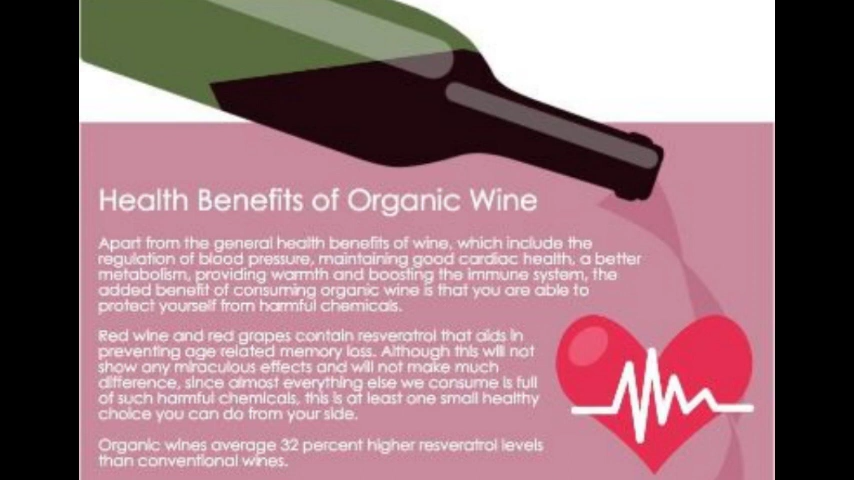 Health Benefits of Organic Wine
Apart from the general health benefits of wine, which include the
regulation of blood pressure, maintaining good cardiac health, a better
metabolism, providing warmth and boosting the immune system, the
added benefit of consuming organic wine is that you are able to
protect yourself from harmful chemicals.
Red wine and red grapes contain resveratrol that aids in
preventing age related memory loss. Although this will not
show any miraculous effects and will not make much
difference, since almost everything else we consume is full
of such harmful chemicals, this is at least one small healthy
choice you can do from your side.
Organic wines average 32 percent higher resveratrol levels
than conventional wines.